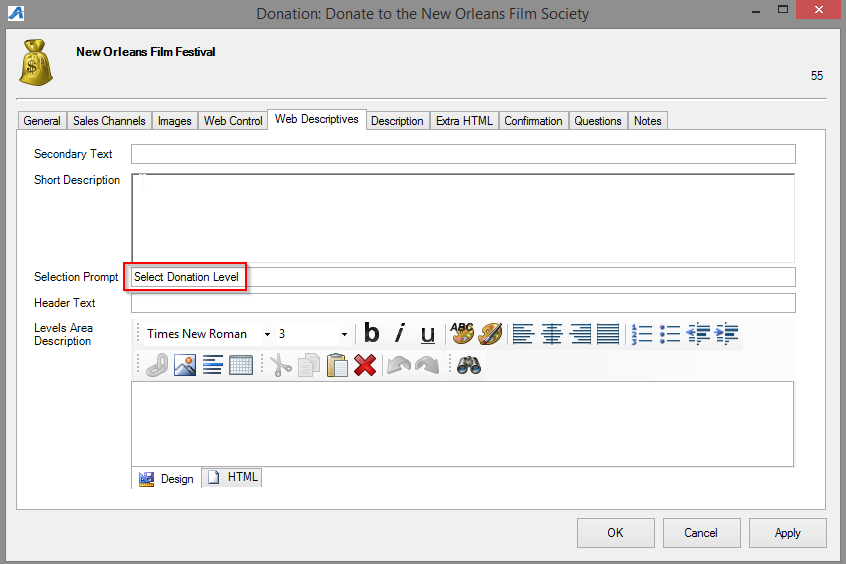 Donation: Donate to the New Orleans Film Society
New Orleans Film Festival
55
General Sales Channels Images Web Control Web Descriptives Description Extra HTML Confirmation Questions Notes
Secondary Text
Short Description
Selection Prompt Select Donation Level
Header Text
Levels Area
Description
Times New Roman 3 b i u ABC
Design HTML
OK Cancel Apply